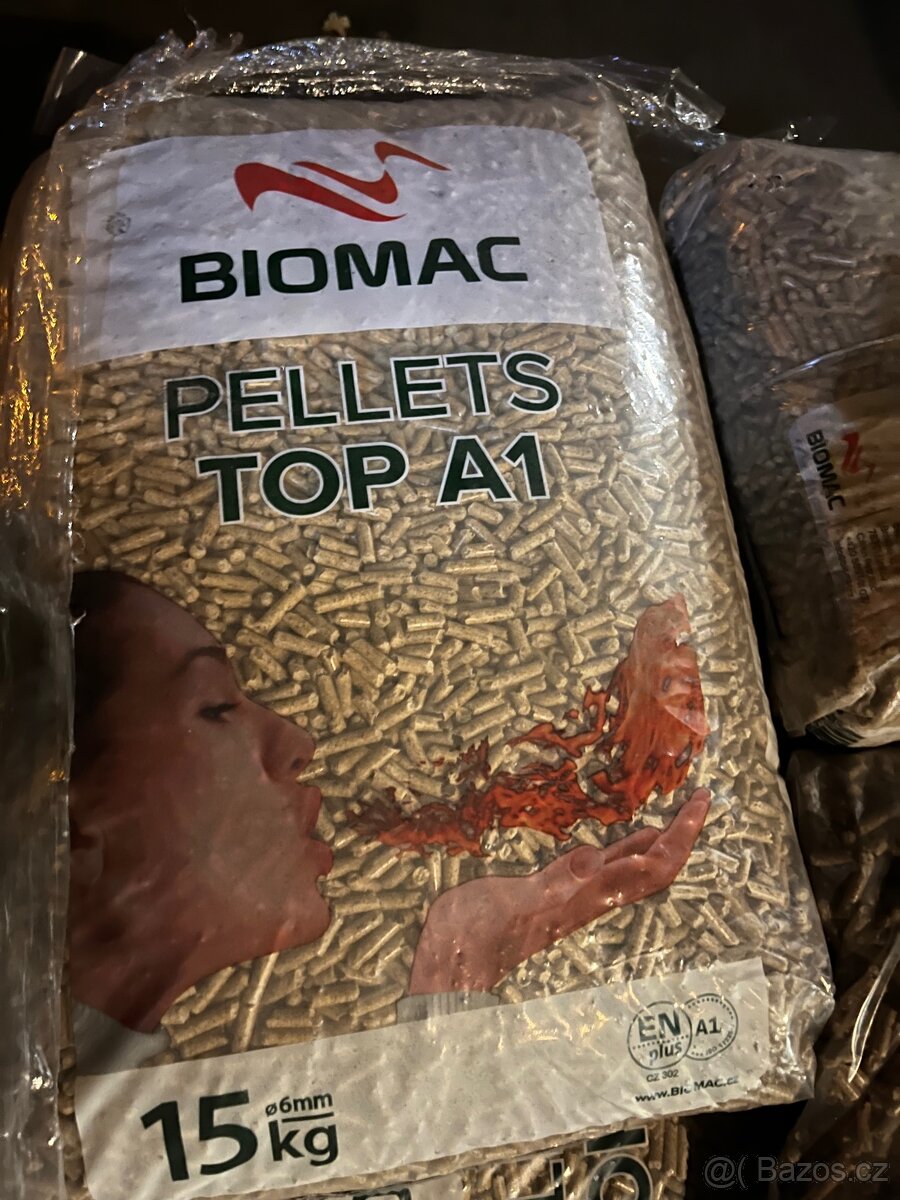 BIOMAC
PELLETS
TOP A1
15 ø6mm
kg
EN
plus
A1
CZ 302
www.BIOMAC.cz
BIOMAC
@( Bazos.cz